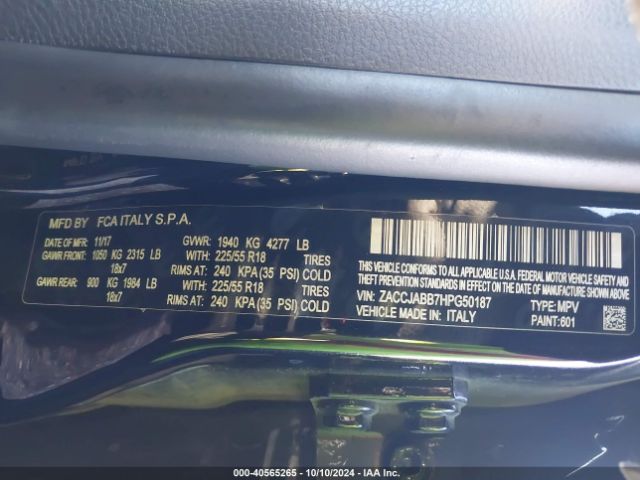 MFD BY FCA ITALY S.P.A.
DATE OF MFR: 11/17 GVWR: 1940 KG 4277 LB
GAWR FRONT: 1050 KG 2315 LB WITH 225/55 R18 TIRES
18x7 RIMS AT: 240 KPA(35 PSI) COLD
GAWR REAR: 900 KG 1984 LB WITH 225/55 R18 TIRES
18x7 RIMS AT: 240 KPA(35 PSI) COLD
THIS VEHICLE CONFORMS TO ALL APPLICABLE
U.S.A. FEDERAL MOTOR VEHICLE SAFETY AND
THEFT PREVENTION STANDARDS IN EFFECT ON THE DATE OF
MANUFACTURE SHOWN ABOVE.
VIN: ZACCJABB7HPG50187 TYPE: MPV
VEHICLE MADE IN: ITALY PAINT:601
000-40565265 - 10/10/2024 - IAA Inc.